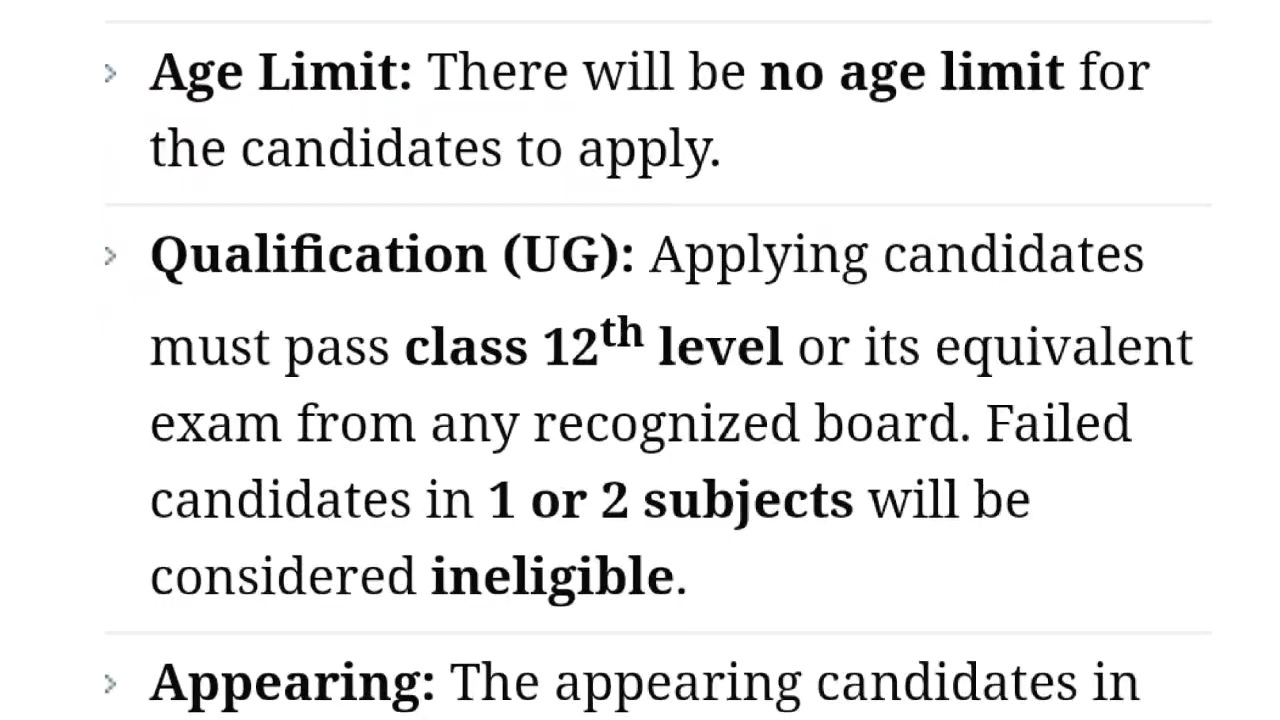 Age Limit: There will be no age limit for
the candidates to apply.
Qualification (UG): Applying candidates
must pass class 12th level or its equivalent
exam from any recognized board. Failed
candidates in 1 or 2 subjects will be
considered ineligible.
Appearing: The appearing candidates in